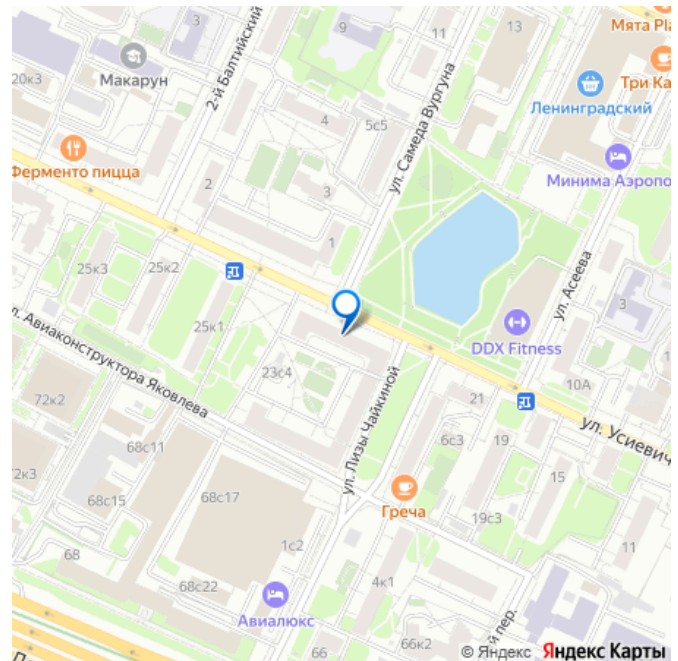 3
9
11
13
Мята Pla
Макарун
20к3
2-й Балтийский
4
5с5
ул. Самеда Вургуна
Три Ка
Ленинградский
Ферменто пицца
2
3
Минима Аэропо
1
25к3
25к2
25к1
ул. Асеева
3
DDX Fitness
л. Авиаконструктора Яковлева
23с4
10А
21
ул. Усиевич
72к2
ул. Лизы Чайкиной
6с3
19
68с11
15
68с15
68с17
Греча
19с3
1с2
11
68
68с22
4к1
Авиалюкс
й пер.
66
66к2
© Яндекс Яндекс Карты